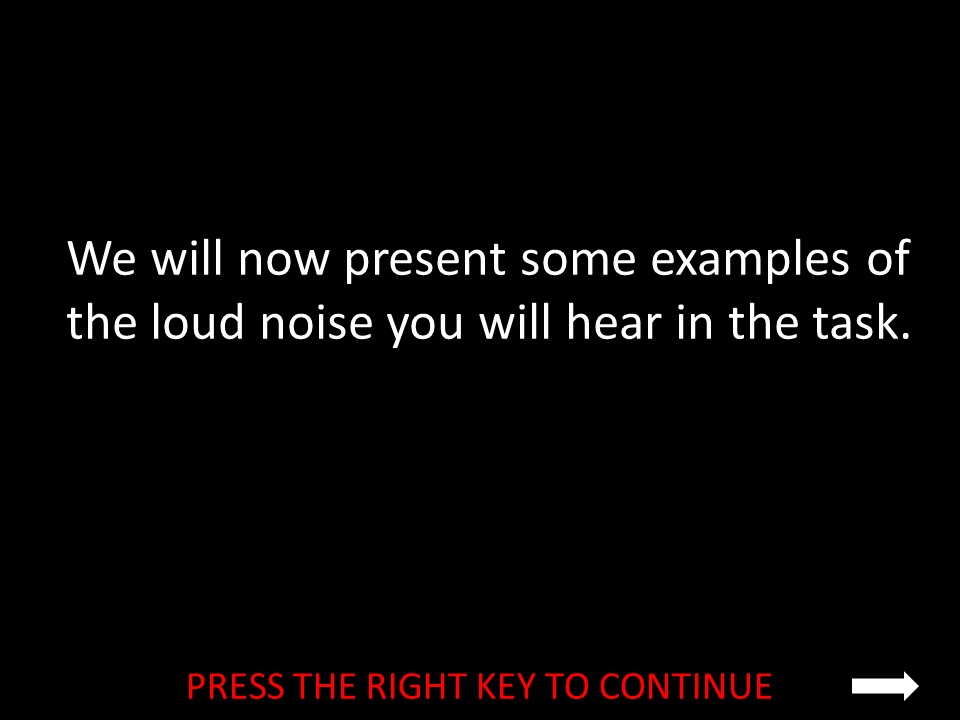 We will now present some examples of
the loud noise you will hear in the task.
PRESS THE RIGHT KEY TO CONTINUE